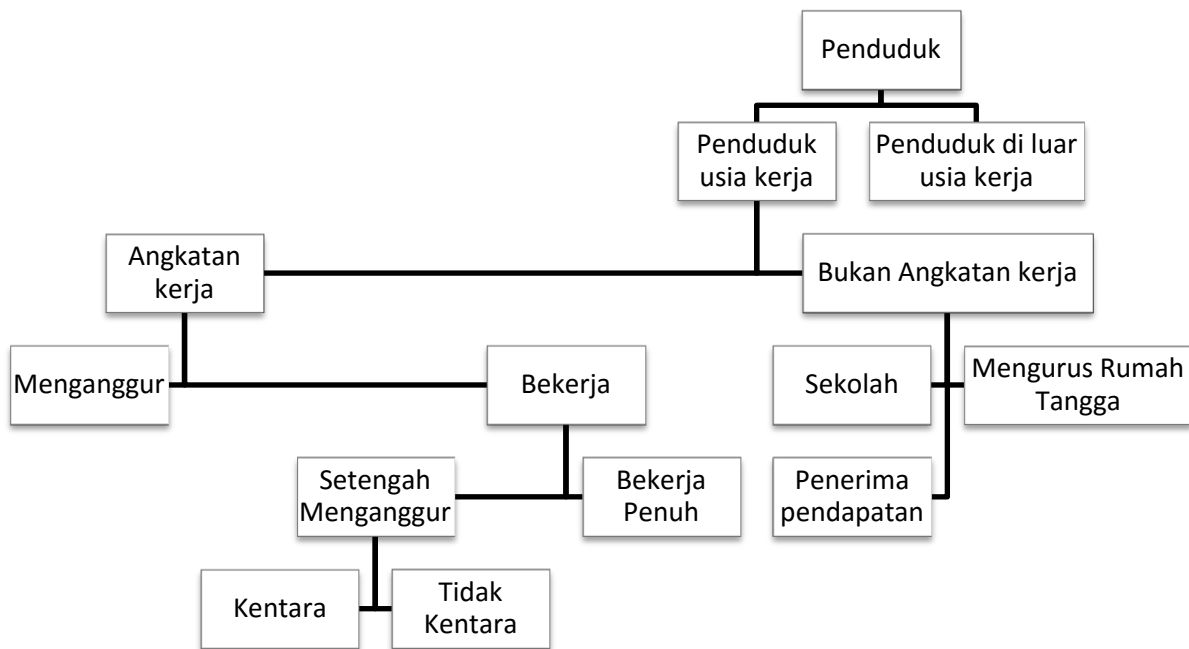 Penduduk
Penduduk
usia kerja
Penduduk di luar
usia kerja
Angkatan
kerja
Bukan Angkatan kerja
Menganggur
Bekerja
Sekolah
Mengurus Rumah
Tangga
Setengah
Menganggur
Bekerja
Penuh
Penerima
pendapatan
Kentara
Tidak
Kentara